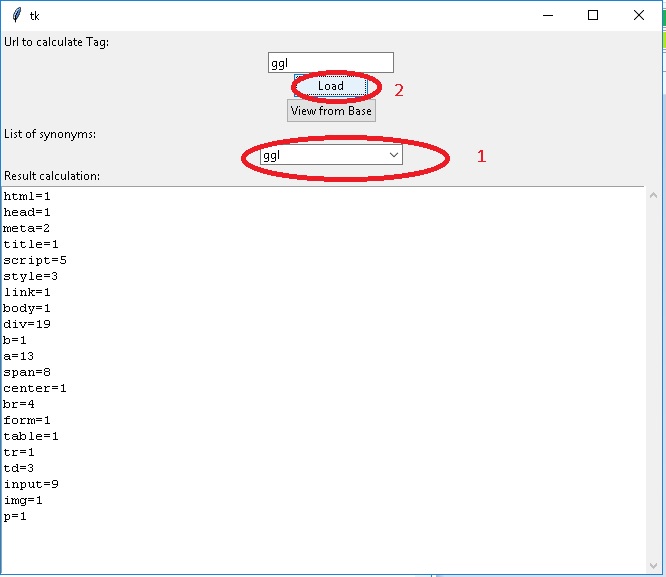 tk
Url to calculate Tag:
ggl
Load 2
View from Base
List of synonyms:
ggl 1
Result calculation:
html=1
head=1
meta=2
title=1
script=5
style=3
link=1
body=1
div=19
b=1
a=13
span=8
center=1
br=4
form=1
table=1
tr=1
td=3
input=9
img=1
p=1